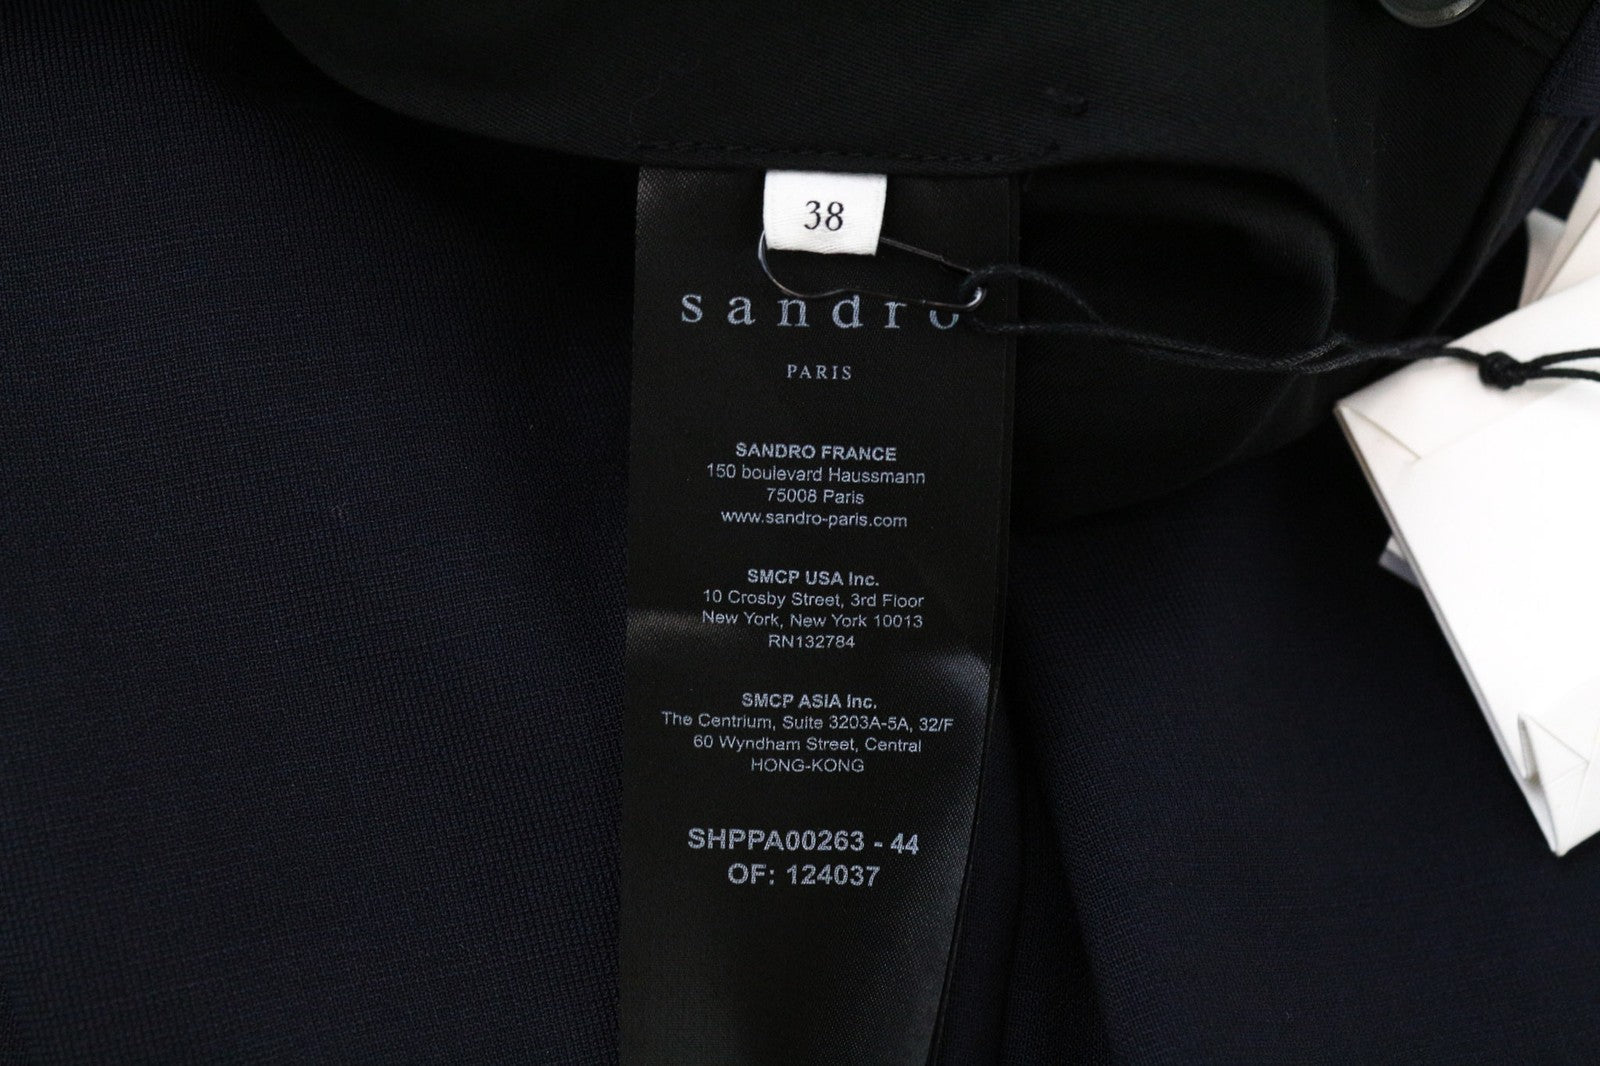 38
sandro
PARIS
SANDRO FRANCE
150 boulevard Haussmann
75008 Paris
www.sandro-paris.com
SMCP USA Inc.
10 Crosby Street, 3rd Floor
New York, New York 10013
RN132784
SMCP ASIA Inc.
The Centrium, Suite 3203A-5A, 32/F
60 Wyndham Street, Central
HONG-KONG
SHPPA00263 - 44
OF: 124037